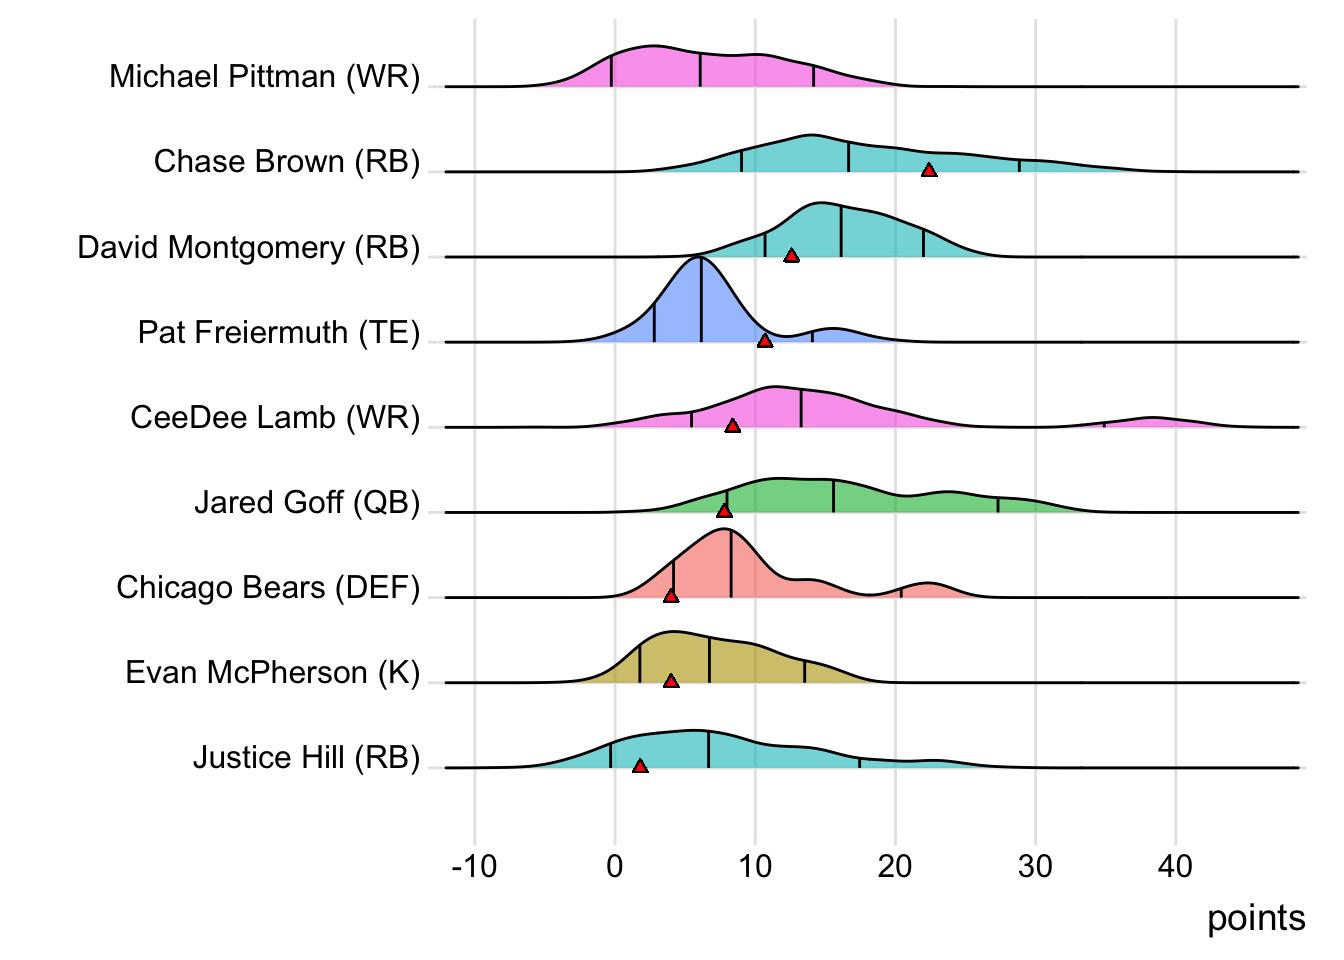 Michael Pittman (WR)
Chase Brown (RB)
David Montgomery (RB)
Pat Freiermuth (TE)
CeeDee Lamb (WR)
Jared Goff (QB)
Chicago Bears (DEF)
Evan McPherson (K)
Justice Hill (RB)
-10 0 10 20 30 40
points